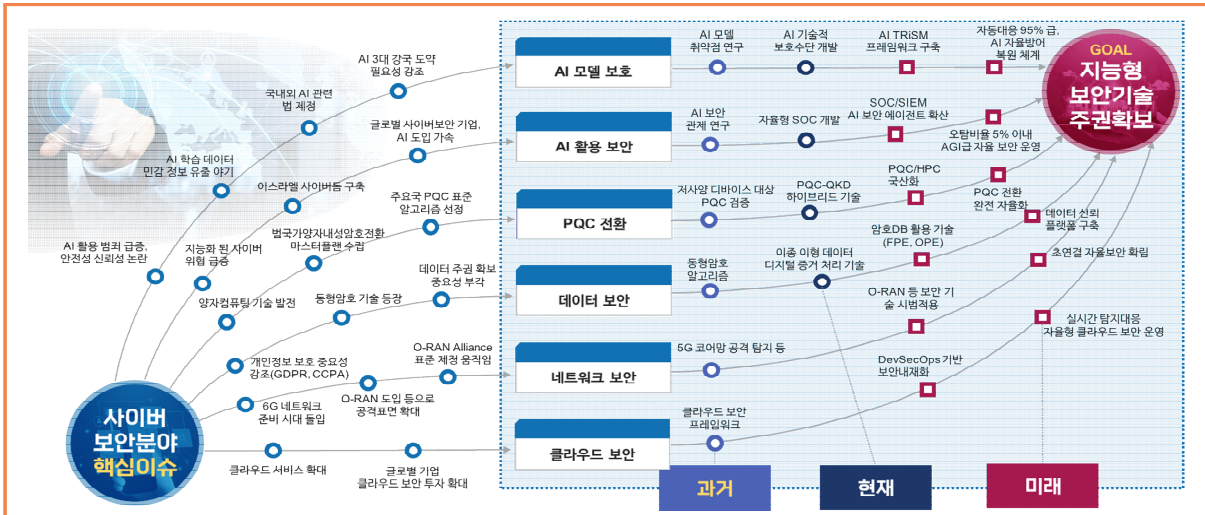 사이버
보안분야
핵심이슈
AI 활용 범죄 급증,
안전성 신뢰성 논란
AI 학습 데이터
민감 정보 유출 야기
국내외 AI 관련
법 제정
AI 3대 강국 도약
필요성 강조
지능화 된 사이버
위협 급증
이스라엘 사이버돔 구축
글로벌 사이버보안 기업,
AI 도입 가속
양자컴퓨팅 기술 발전
범국가양자내성암호전환
마스터플랜 수립
주요국 PQC 표준
알고리즘 선정
개인정보 보호 중요성
강조(GDPR, CCPA)
동형암호 기술 등장
데이터 주권 확보
중요성 부각
6G 네트워크
준비 시대 돌입
O-RAN 도입 등으로
공격표면 확대
O-RAN Alliance
표준 제정 움직임
클라우드 서비스 확대
글로벌 기업
클라우드 보안 투자 확대
AI 모델 보호
AI 모델
취약점 연구
AI 기술적
보호수단 개발
AI TRiSM
프레임워크 구축
자동대응 95% 급,
AI 자율방어
복원 체계
AI 활용 보안
AI 보안
관제 연구
자율형 SOC 개발
SOC/SIEM
AI 보안 에이전트 확산
오탐비율 5% 이내
AGI급 자율 보안 운영
PQC 전환
저사양 디바이스 대상
PQC 검증
PQC-QKD
하이브리드 기술
PQC/HPC
국산화
PQC 전환
완전 자율화
데이터 보안
동형암호
알고리즘
이종 이형 데이터
디지털 증거 처리 기술
암호DB 활용 기술
(FPE, OPE)
데이터 신뢰
플랫폼 구축
네트워크 보안
5G 코어망 공격 탐지 등
O-RAN 등 보안 기
술 시범적용
초연결 자율보안 확립
클라우드 보안
클라우드 보안
프레임워크
DevSecOps 기반
보안내재화
실시간 탐지대응
자율형 클라우드 보안 운영
GOAL
지능형
보안기술
주권확보
과거
현재
미래